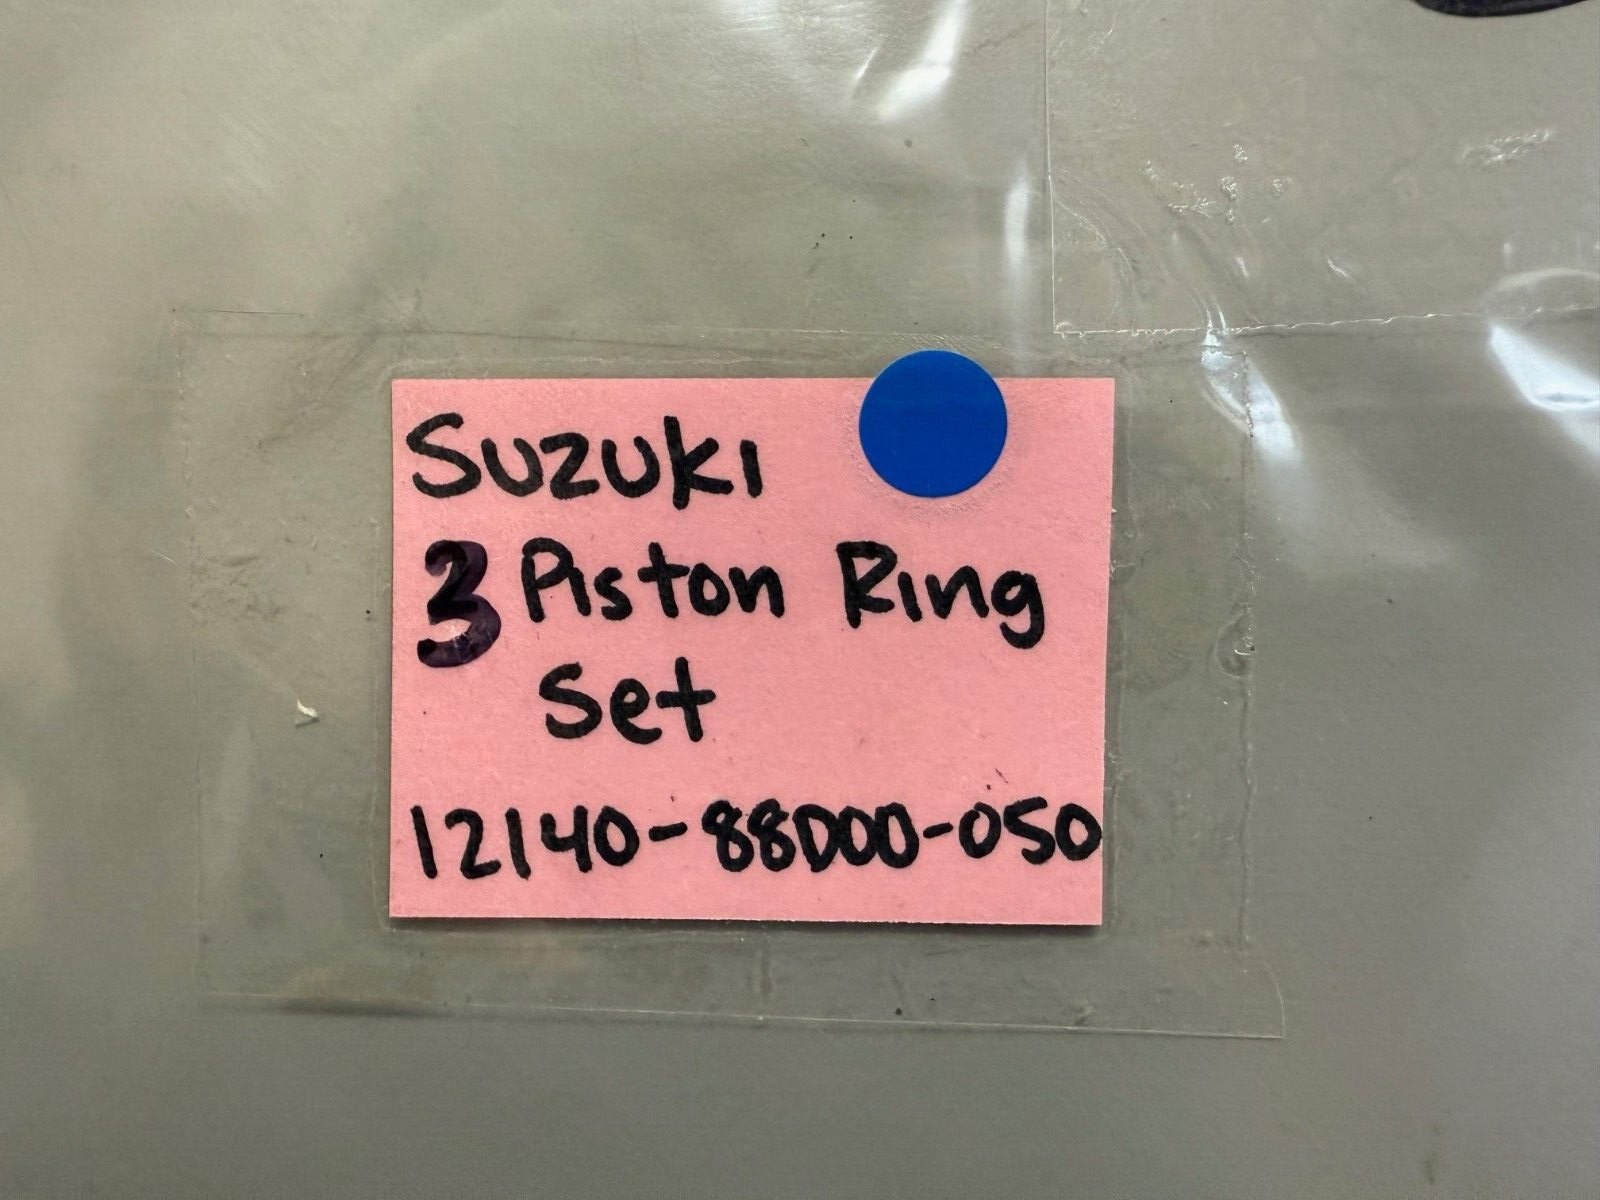 Suzuki
3 Piston Ring
Set
12140-88D00-050